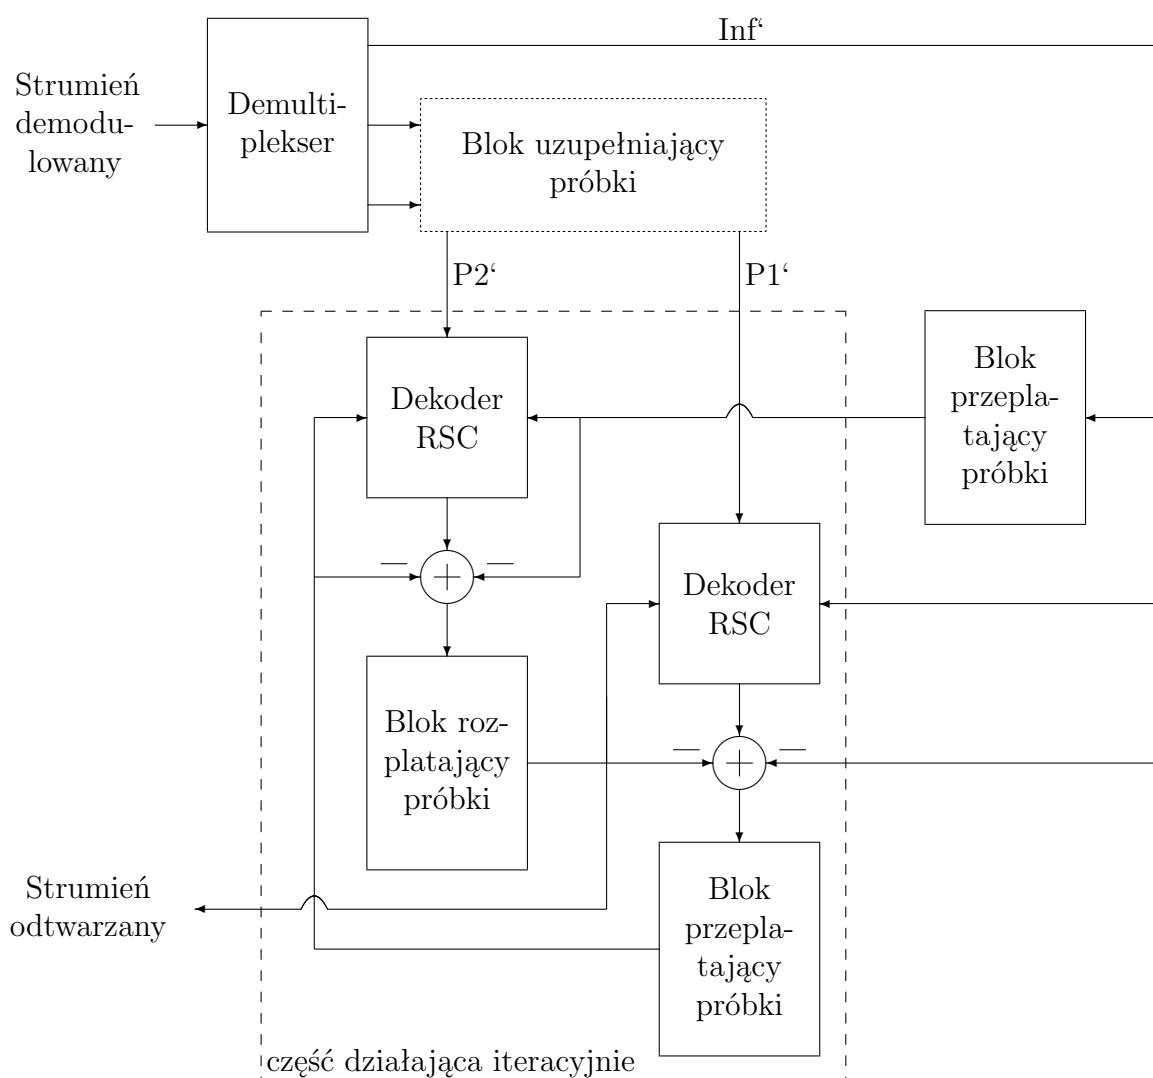 Inf‘
Strumień
demodu-
lowany
Demulti-
plekser
Blok uzupełniający
próbki
P2‘
P1‘
Dekoder
RSC
Blok
przepla-
tający
próbki
—
—
+
Dekoder
RSC
Blok roz-
platający
próbki
—
—
+
Strumień
odtwarzany
Blok
przepla-
tający
próbki
część działająca iteracyjnie